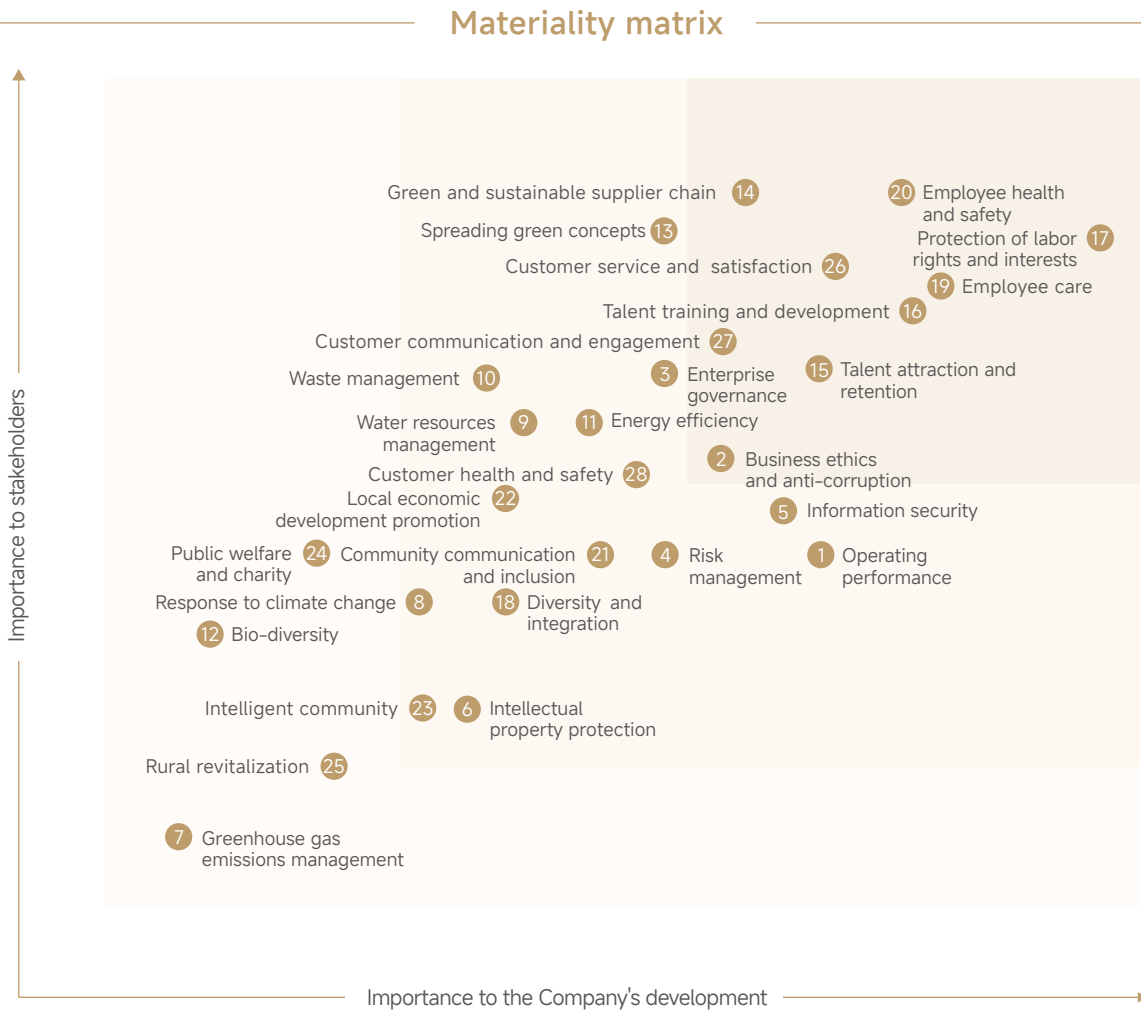 Materiality matrix
Importance to stakeholders
Green and sustainable supplier chain 14
20 Employee health
and safety
Spreading green concepts 13
Protection of labor 17
rights and interests
Customer service and satisfaction 26
19 Employee care
Talent training and development 16
Customer communication and engagement 27
Waste management 10
3 Enterprise
governance
15 Talent attraction and
retention
Water resources 9
management
11 Energy efficiency
2 Business ethics
and anti-corruption
Customer health and safety 28
Local economic 22
development promotion
5 Information security
Public welfare 24
and charity
Community communication 21
and inclusion
4 Risk
management
1 Operating
performance
Response to climate change 8
18 Diversity and
integration
12 Bio-diversity
Intelligent community 23
6 Intellectual
property protection
Rural revitalization 25
7 Greenhouse gas
emissions management
Importance to the Company's development